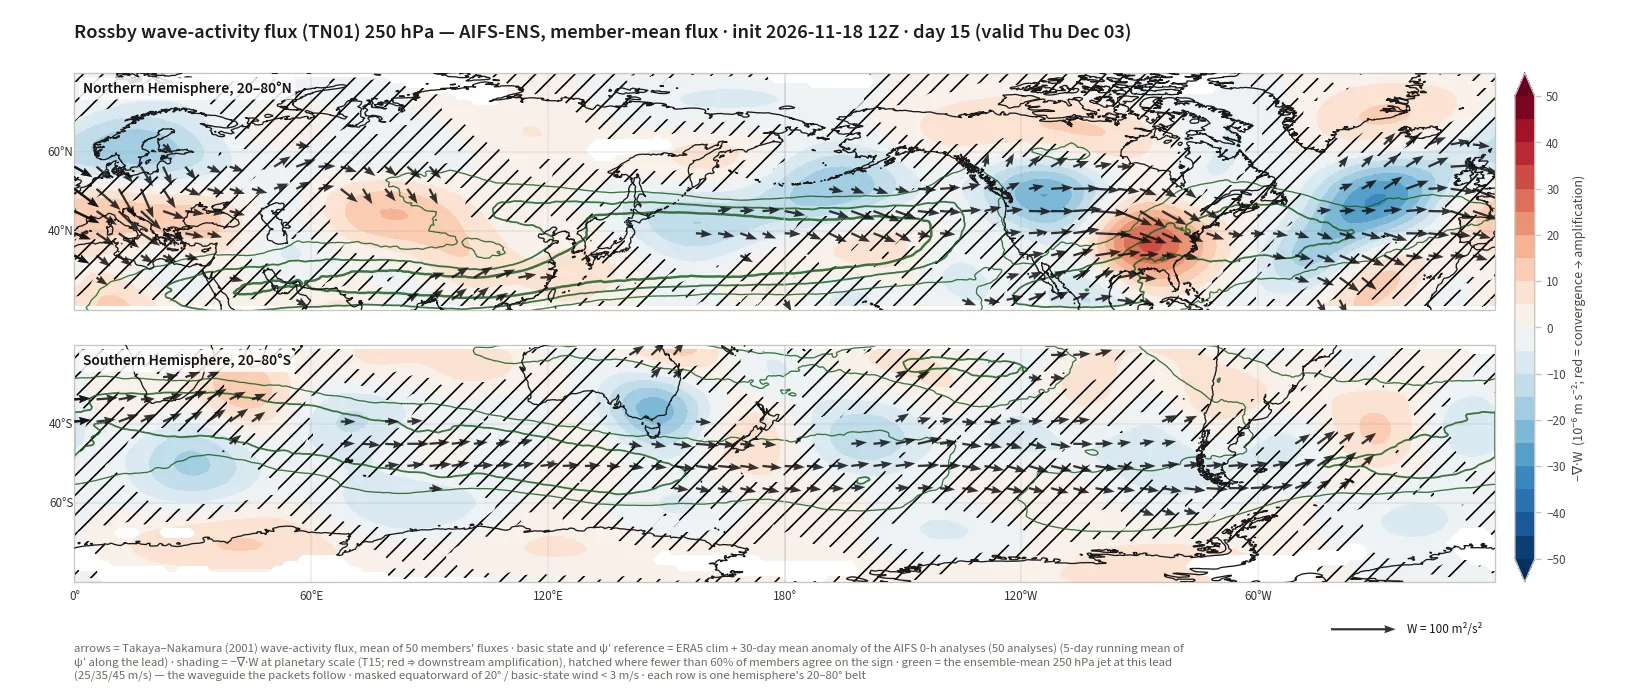 Rossby wave-activity flux (TN01) 250 hPa — AIFS-ENS, member-mean flux · init 2026-11-18 12Z · day 15 (valid Thu Dec 03)
Northern Hemisphere, 20–80°N
60°N
40°N
Southern Hemisphere, 20–80°S
40°S
60°S
0°
60°E
120°E
180°
120°W
60°W
50
40
30
20
10
0
−10
−20
−30
−40
−50
−∇·W (10⁻⁶ m s⁻²; red = convergence → amplification)
W = 100 m²/s²
arrows = Takaya–Nakamura (2001) wave-activity flux, mean of 50 members' fluxes · basic state and ψ' reference = ERA5 clim + 30-day mean anomaly of the AIFS 0-h analyses (50 analyses) (5-day running mean of
ψ' along the lead) · shading = −∇·W at planetary scale (T15; red ⇒ downstream amplification), hatched where fewer than 60% of members agree on the sign · green = the ensemble-mean 250 hPa jet at this lead
(25/35/45 m/s) — the waveguide the packets follow · masked equatorward of 20° / basic-state wind < 3 m/s · each row is one hemisphere's 20–80° belt